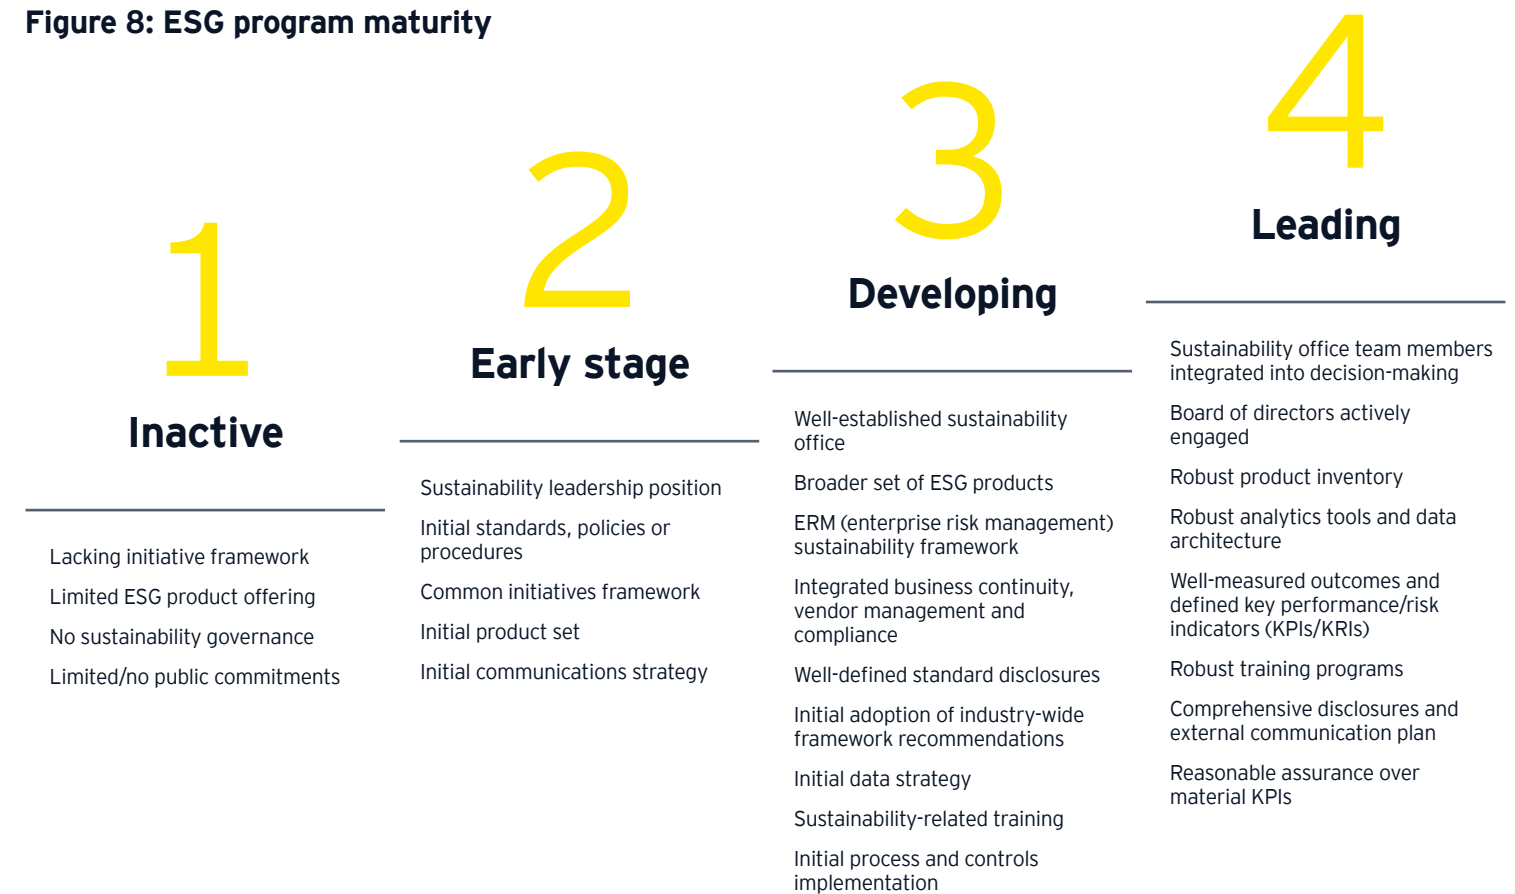 Figure 8: ESG program maturity
1
Inactive
Lacking initiative framework
Limited ESG product offering
No sustainability governance
Limited/no public commitments
2
Early stage
Sustainability leadership position
Initial standards, policies or
procedures
Common initiatives framework
Initial product set
Initial communications strategy
3
Developing
Well-established sustainability
office
Broader set of ESG products
ERM (enterprise risk management)
sustainability framework
Integrated business continuity,
vendor management and
compliance
Well-defined standard disclosures
Initial adoption of industry-wide
framework recommendations
Initial data strategy
Sustainability-related training
Initial process and controls
implementation
4
Leading
Sustainability office team members
integrated into decision-making
Board of directors actively
engaged
Robust product inventory
Robust analytics tools and data
architecture
Well-measured outcomes and
defined key performance/risk
indicators (KPIs/KRIs)
Robust training programs
Comprehensive disclosures and
external communication plan
Reasonable assurance over
material KPIs